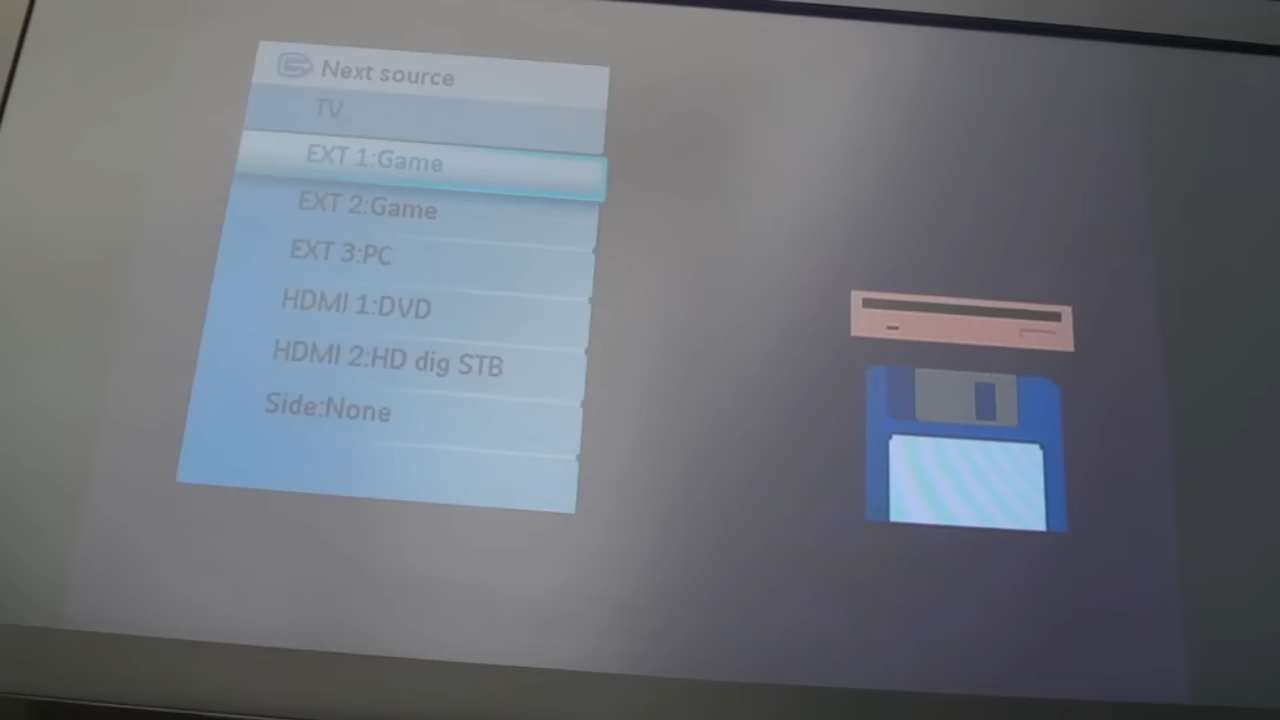 Next source
TV
EXT 1:Game
EXT 2:Game
EXT 3:PC
HDMI 1:DVD
HDMI 2:HD dig STB
Side:None